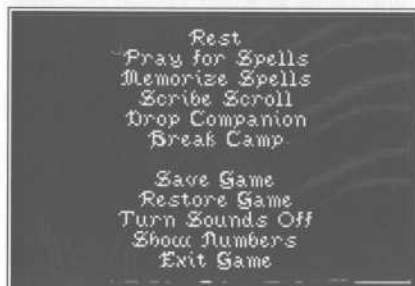 Rest
Pray for Spells
Memorize Spells
Scribe Scroll
Drop Companion
Break Camp
Save Game
Restore Game
Turn Sounds Off
Show Numbers
Exit Game